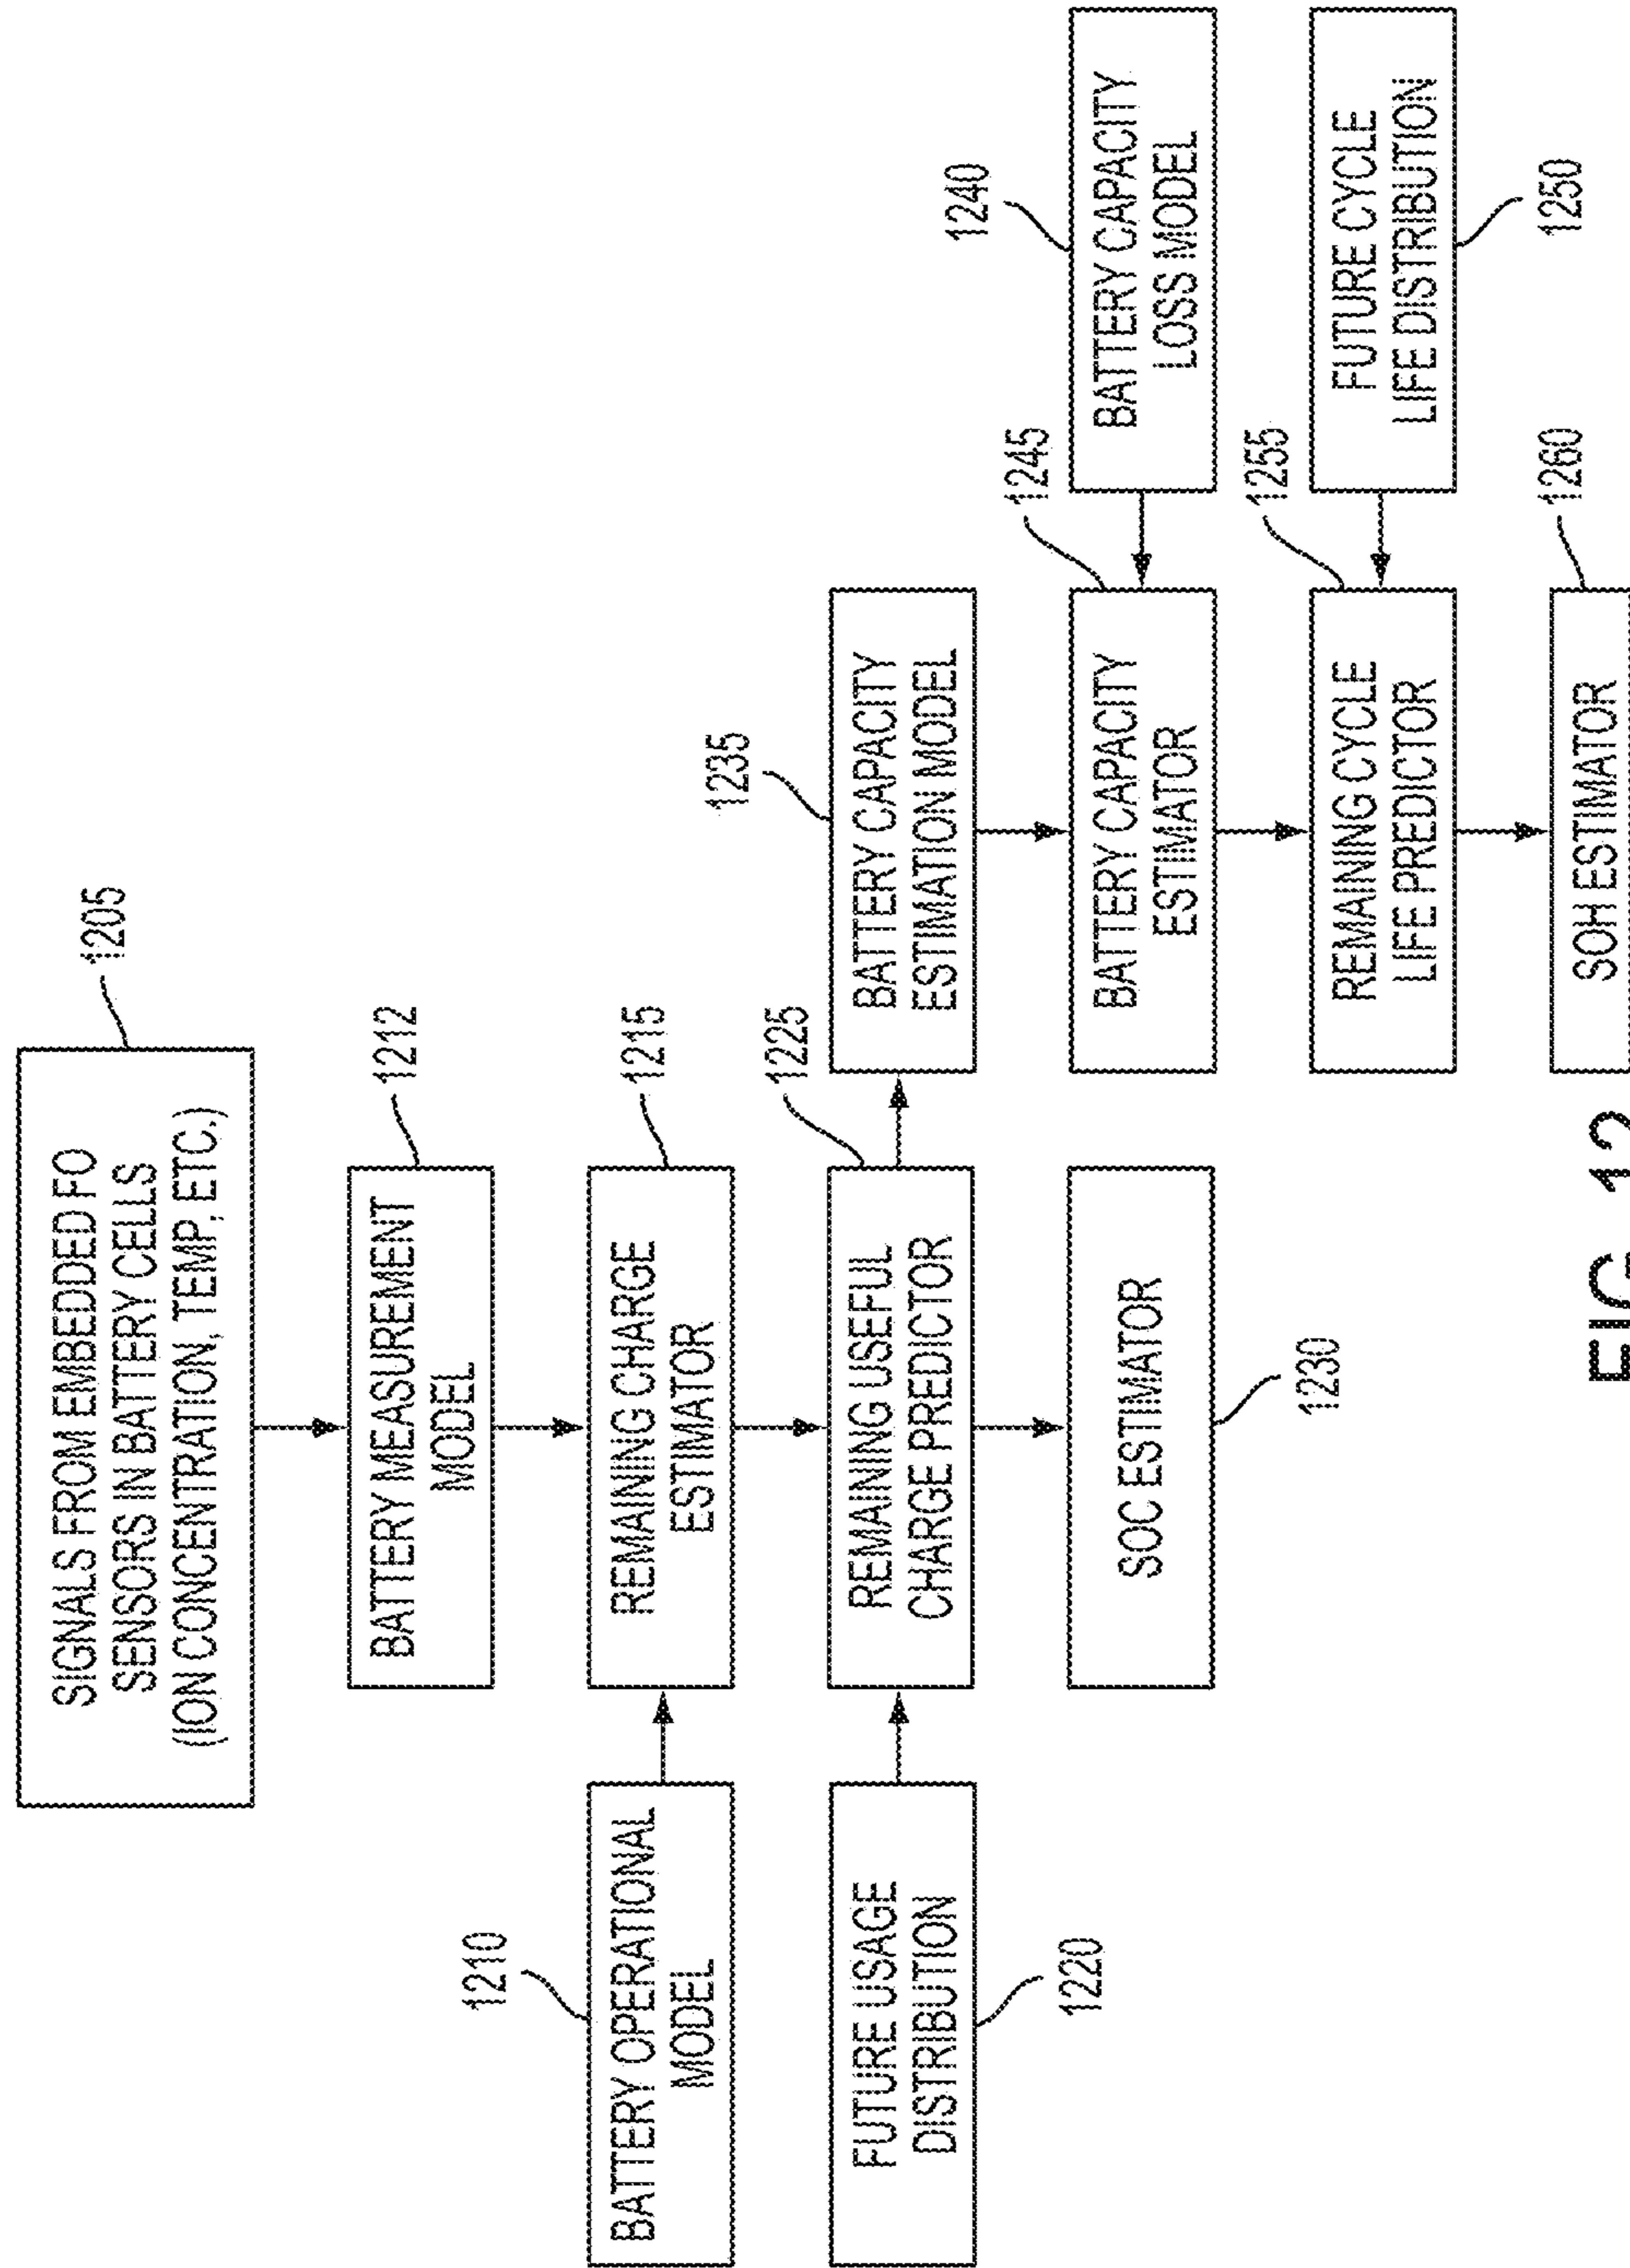 SIGNALS FROM EMBEDDED FO
SENSORS IN BATTERY CELLS
(ION CONCENTRATION, TEMP, ETC.)
1205
BATTERY MEASUREMENT
MODEL
1212
BATTERY OPERATIONAL
MODEL
1210
REMAINING CHARGE
ESTIMATOR
1215
FUTURE USAGE
DISTRIBUTION
1220
REMAINING USEFUL
CHARGE PREDICTOR
1225
BATTERY CAPACITY
ESTIMATION MODEL
1235
SOC ESTIMATOR
1230
BATTERY CAPACITY
ESTIMATOR
1245
BATTERY CAPACITY
LOSS MODEL
1240
REMAINING CYCLE
LIFE PREDICTOR
1255
FUTURE CYCLE
LIFE DISTRIBUTION
1250
SOH ESTIMATOR
1260
FIG. 12